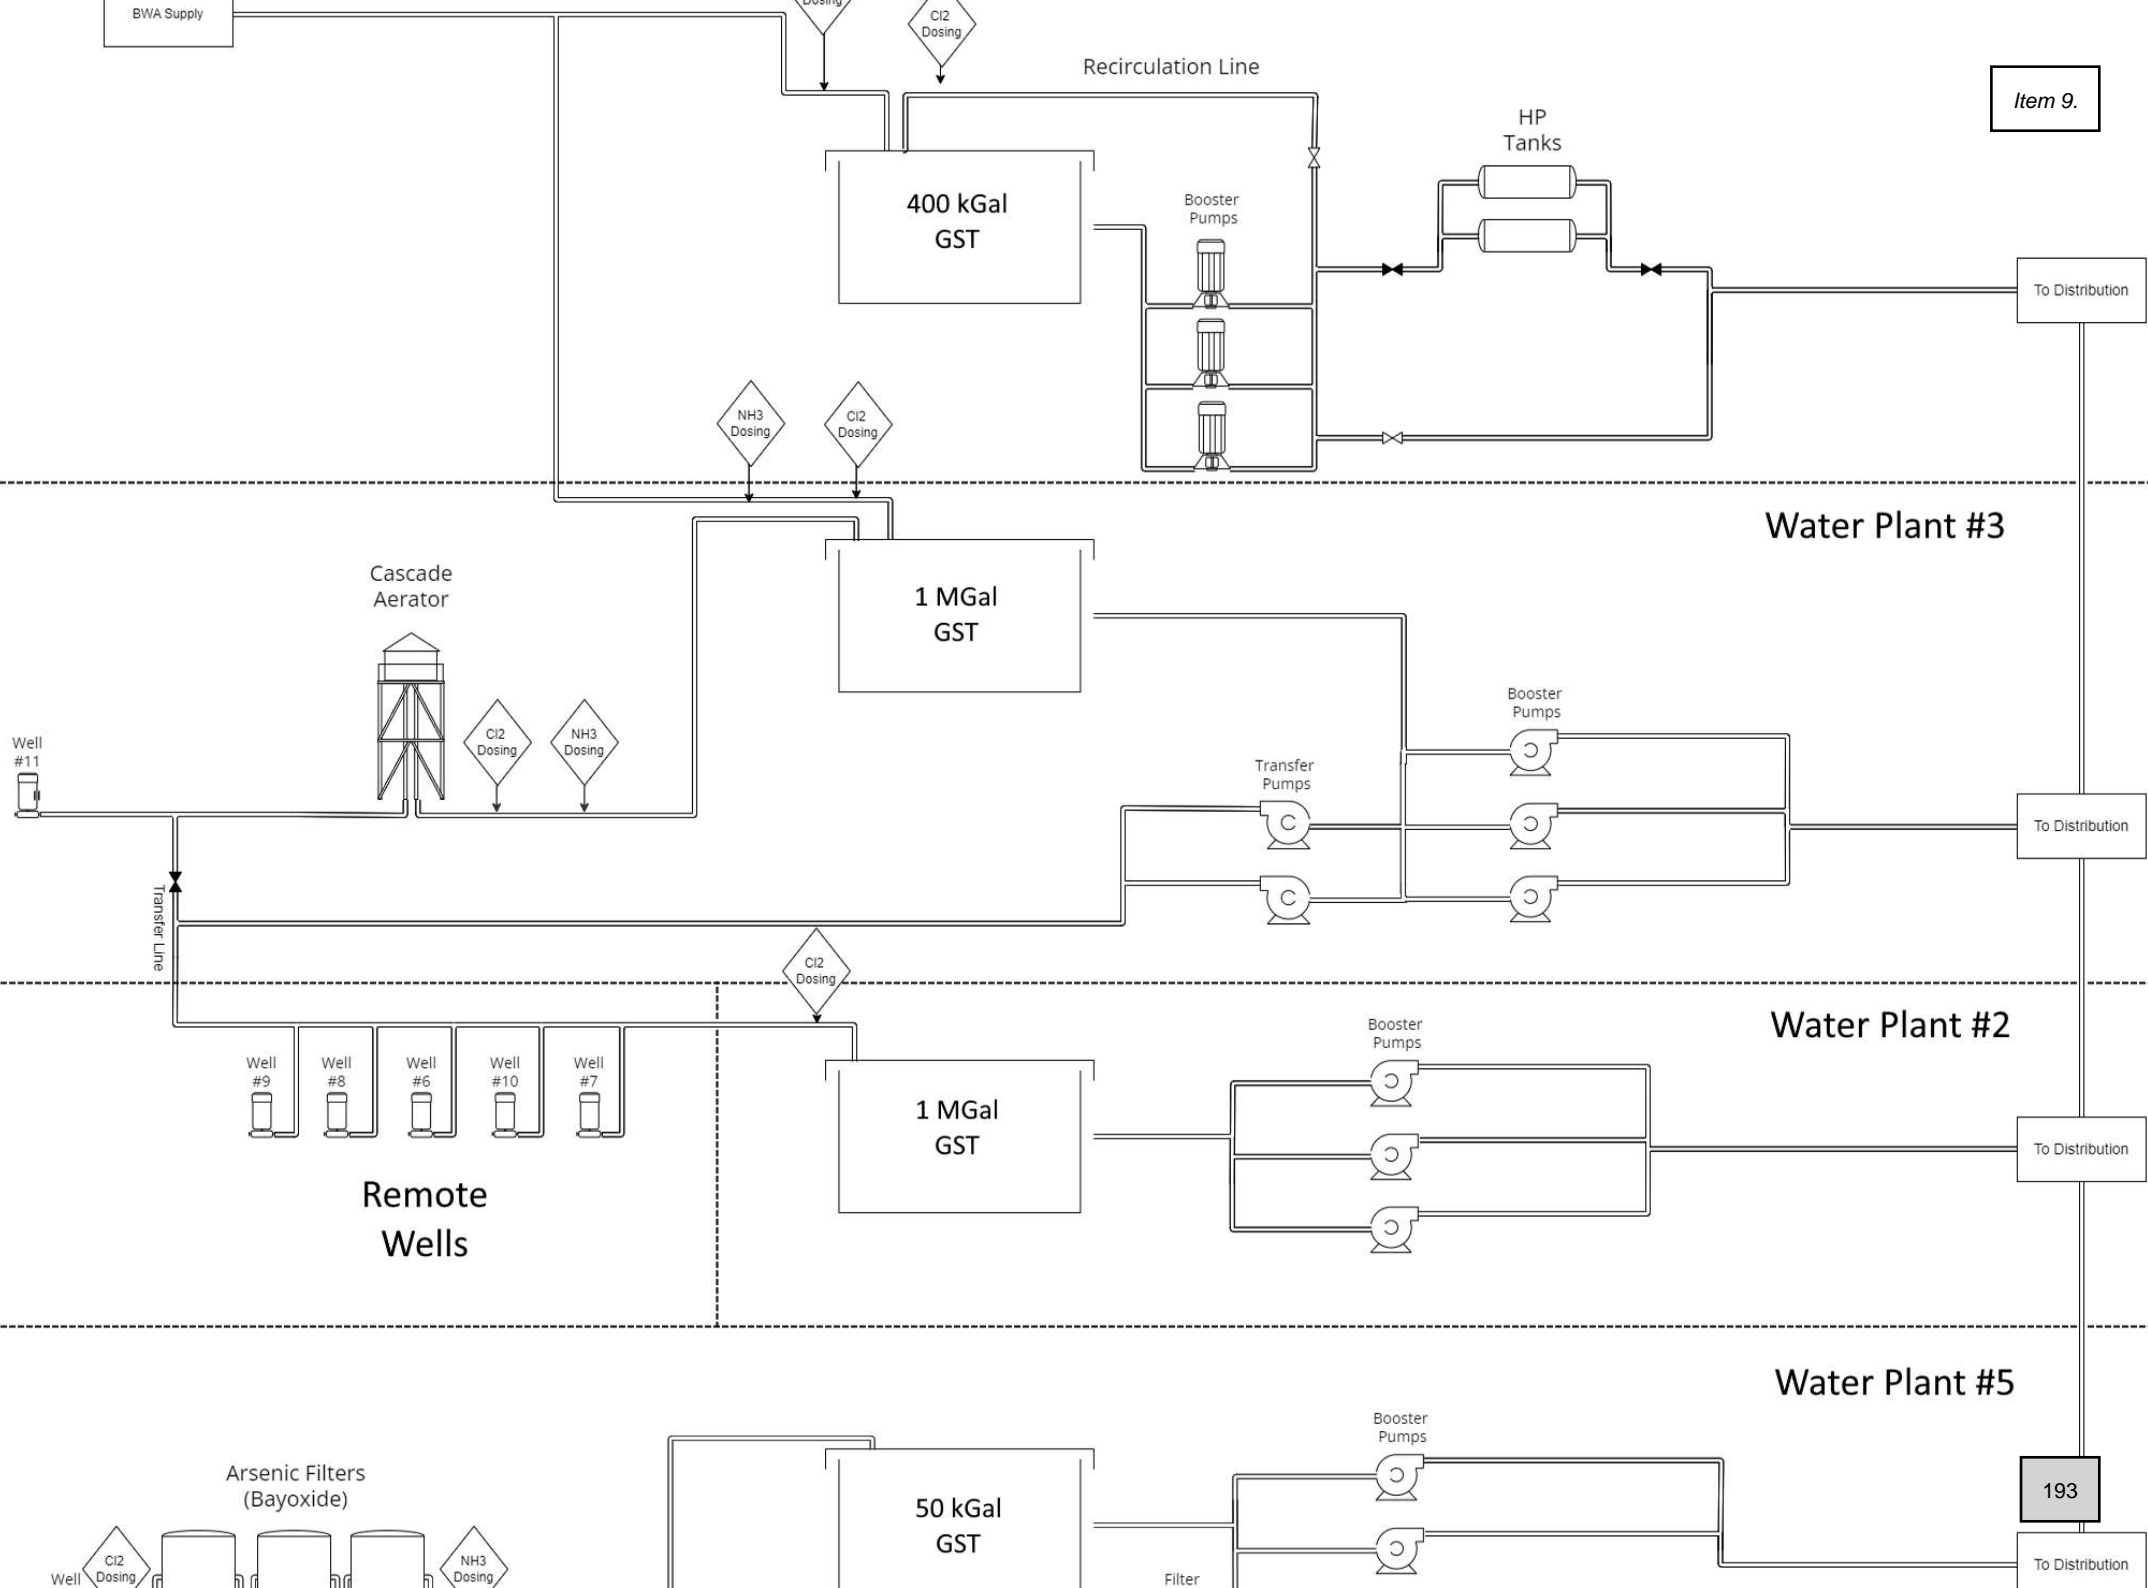 BWA Supply
Dosing
Cl2
Dosing
Recirculation Line
Item 9.
HP
Tanks
400 kGal
GST
Booster
Pumps
To Distribution
NH3
Dosing
Cl2
Dosing
Water Plant #3
Cascade
Aerator
1 MGal
GST
Well
#11
Cl2
Dosing
NH3
Dosing
Transfer
Pumps
Booster
Pumps
To Distribution
Transfer Line
Cl2
Dosing
Water Plant #2
Well
#9
Well
#8
Well
#6
Well
#10
Well
#7
Remote
Wells
1 MGal
GST
Booster
Pumps
To Distribution
Water Plant #5
Arsenic Filters
(Bayoxide)
Cl2
Dosing
Well
NH3
Dosing
50 kGal
GST
Booster
Pumps
Filter
193
To Distribution